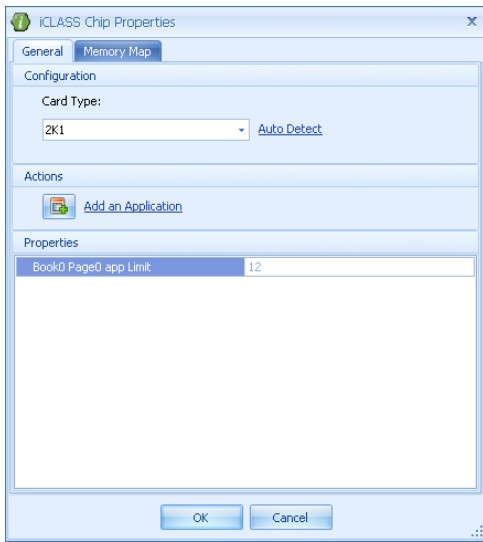 iCLASS Chip Properties
General Memory Map
Configuration
Card Type:
2K1 Auto Detect
Actions
Add an Application
Properties
Book0 Page0 app Limit 12
OK Cancel